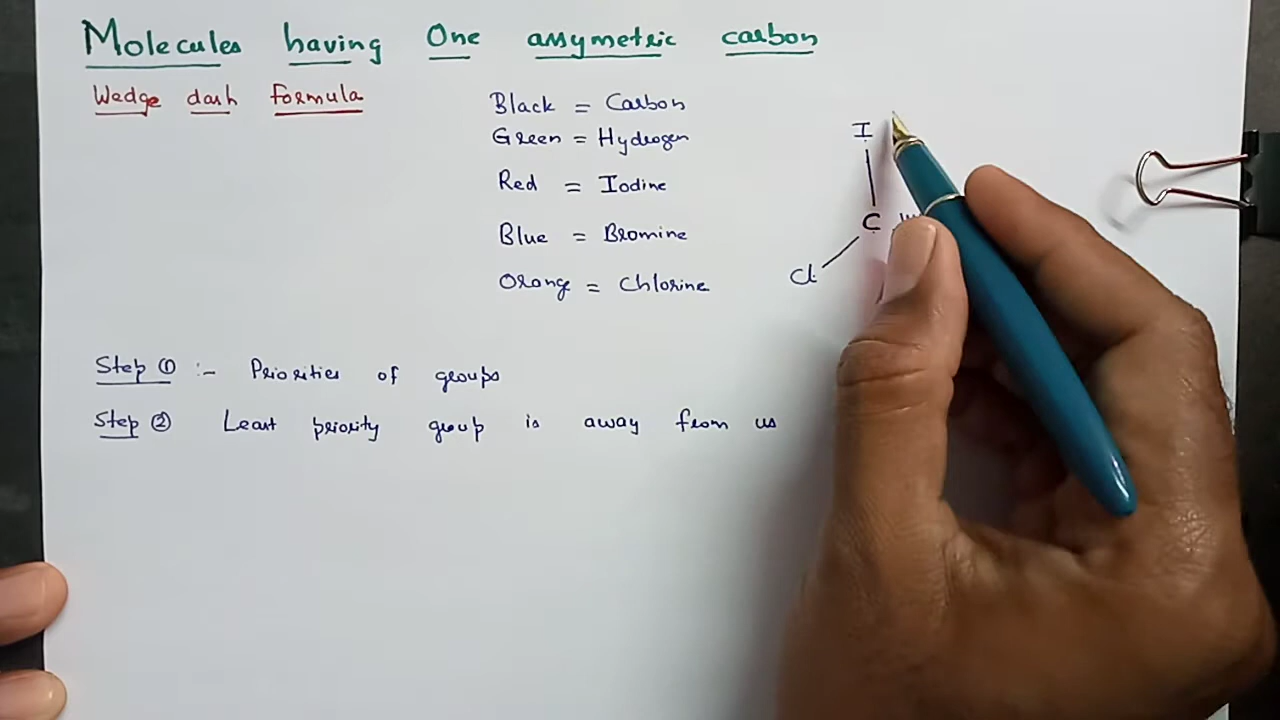 Molecules having One assymetric carbon
Wedge dash formula
Black = Carbon
Green = Hydrogen
Red = Iodine
Blue = Bromine
Orange = Chlorine
I
C
Cl
Step ① :- Priorities of groups
Step ② Least priority group is away from us